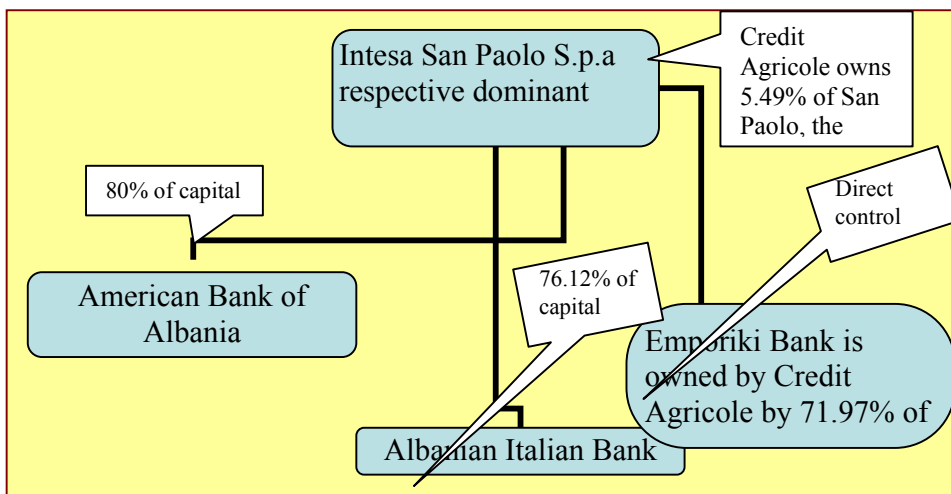 Intesa San Paolo S.p.a
respective dominant
Credit
Agricole owns
5.49% of San
Paolo, the
80% of capital
Direct
control
American Bank of
Albania
76.12% of
capital
Emporiki Bank is
owned by Credit
Agricole by 71.97% of
Albanian Italian Bank